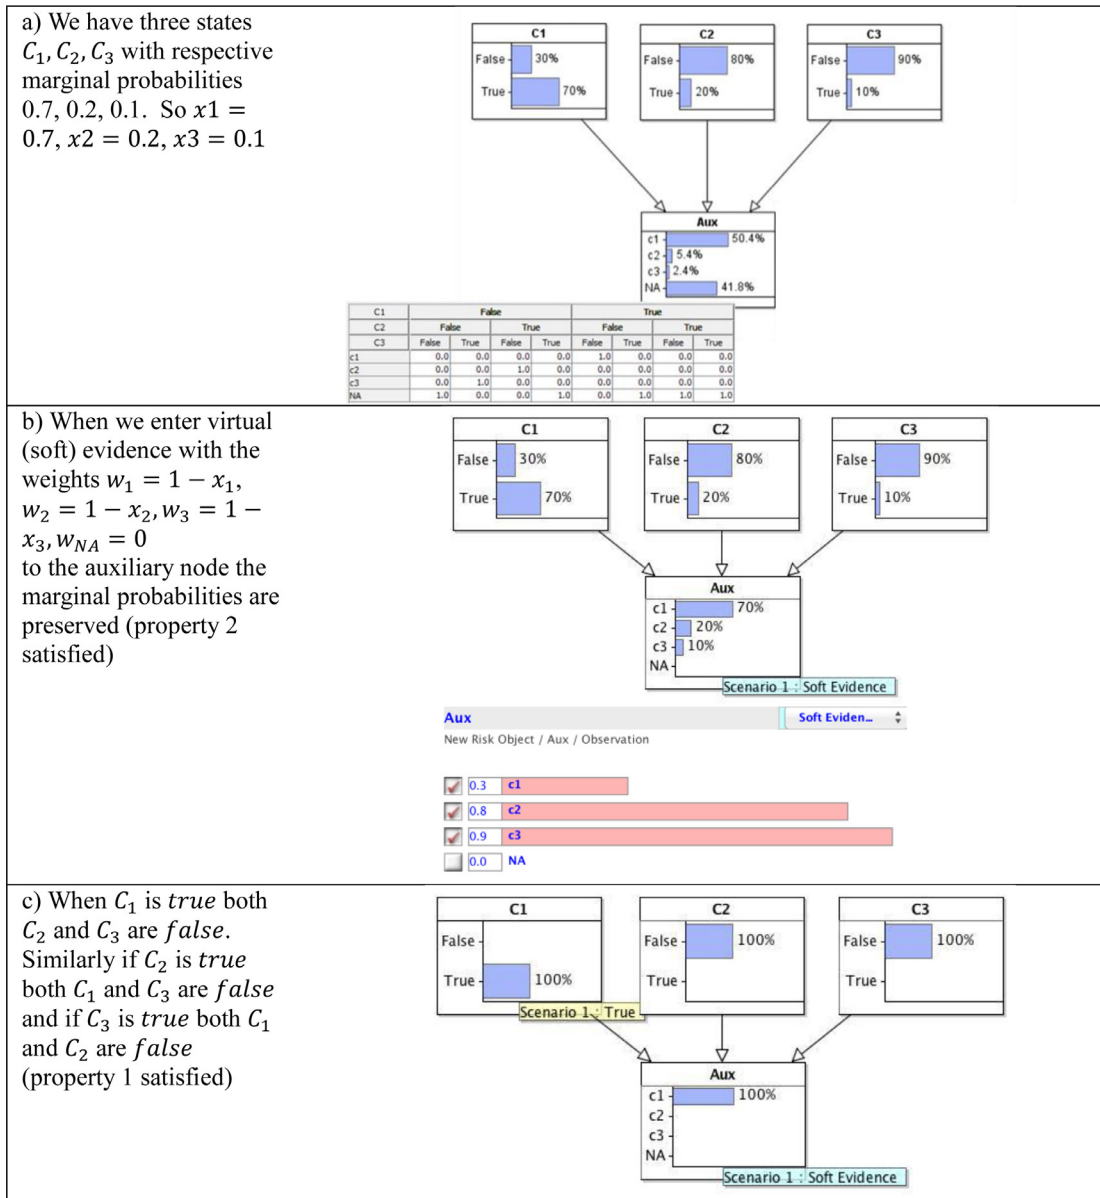 a) We have three states
C₁, C₂, C₃ with respective
marginal probabilities
0.7, 0.2, 0.1. So x1 =
0.7, x2 = 0.2, x3 = 0.1
C1
False 30%
True 70%
C2
False 80%
True 20%
C3
False 90%
True 10%
Aux
c1 50.4%
c2 5.4%
c3 2.4%
NA 41.8%
C1 False True
C2 False True False True
C3 False True False True False True False True
c1 0.0 0.0 0.0 0.0 1.0 0.0 0.0 0.0
c2 0.0 0.0 1.0 0.0 0.0 0.0 0.0 0.0
c3 0.0 1.0 0.0 0.0 0.0 0.0 0.0 0.0
NA 1.0 0.0 0.0 1.0 0.0 1.0 1.0 1.0
b) When we enter virtual
(soft) evidence with the
weights w₁ = 1 − x₁,
w₂ = 1 − x₂, w₃ = 1 −
x₃, w_NA = 0
to the auxiliary node the
marginal probabilities are
preserved (property 2
satisfied)
C1
False 30%
True 70%
C2
False 80%
True 20%
C3
False 90%
True 10%
Aux
c1 70%
c2 20%
c3 10%
NA
Scenario 1 : Soft Evidence
Aux Soft Eviden...
New Risk Object / Aux / Observation
0.3 c1
0.8 c2
0.9 c3
0.0 NA
c) When C₁ is true both
C₂ and C₃ are false.
Similarly if C₂ is true
both C₁ and C₃ are false
and if C₃ is true both C₁
and C₂ are false
(property 1 satisfied)
C1
False
True 100%
Scenario 1 : True
C2
False 100%
True
C3
False 100%
True
Aux
c1 100%
c2
c3
NA
Scenario 1 : Soft Evidence